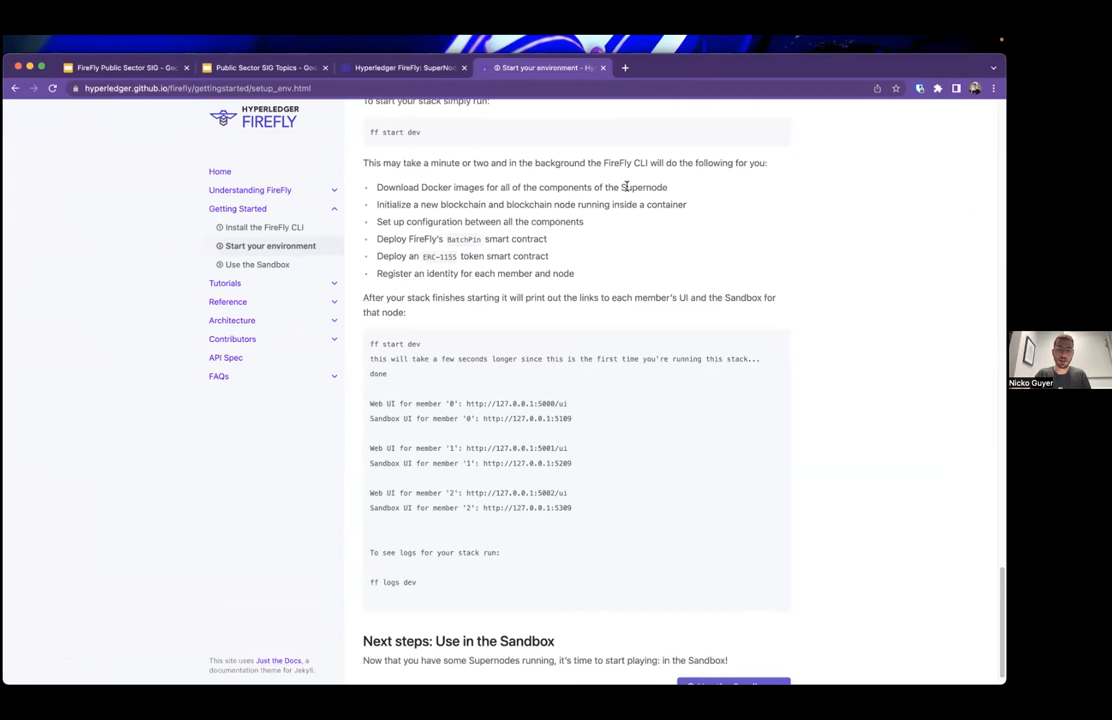 FireFly Public Sector SIG - Goo
Public Sector SIG Topics - Goo
Hyperledger FireFly: SuperNod
Start your environment - Hy
hyperledger.github.io/firefly/gettingstarted/setup_env.html
HYPERLEDGER
FIREFLY
Home
Understanding FireFly
Getting Started
Install the FireFly CLI
Start your environment
Use the Sandbox
Tutorials
Reference
Architecture
Contributors
API Spec
FAQs
This site uses Just the Docs, a
documentation theme for Jekyll.
To start your stack simply run:
ff start dev
This may take a minute or two and in the background the FireFly CLI will do the following for you:
Download Docker images for all of the components of the Supernode
Initialize a new blockchain and blockchain node running inside a container
Set up configuration between all the components
Deploy FireFly's BatchPin smart contract
Deploy an ERC-1155 token smart contract
Register an identity for each member and node
After your stack finishes starting it will print out the links to each member's UI and the Sandbox for
that node:
ff start dev
this will take a few seconds longer since this is the first time you're running this stack...
done
Web UI for member '0': http://127.0.0.1:5000/ui
Sandbox UI for member '0': http://127.0.0.1:5109
Web UI for member '1': http://127.0.0.1:5001/ui
Sandbox UI for member '1': http://127.0.0.1:5209
Web UI for member '2': http://127.0.0.1:5002/ui
Sandbox UI for member '2': http://127.0.0.1:5309
To see logs for your stack run:
ff logs dev
Next steps: Use in the Sandbox
Now that you have some Supernodes running, it's time to start playing: in the Sandbox!
Nicko Guyer